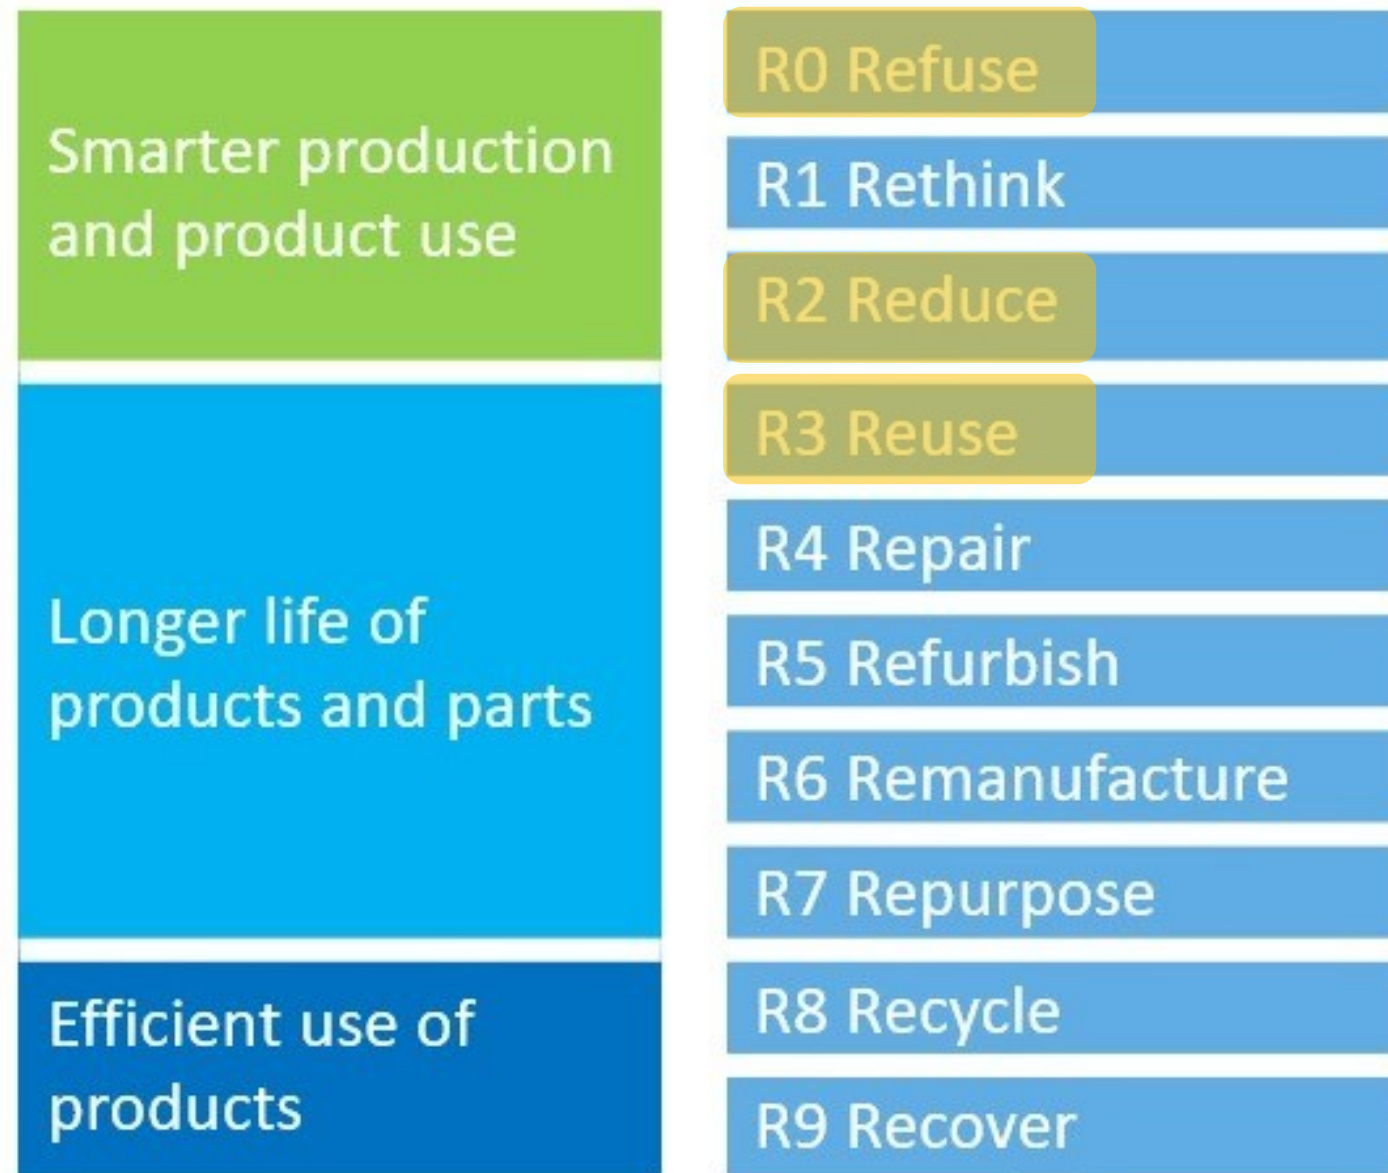 Smarter production
and product use
R0 Refuse
R1 Rethink
R2 Reduce
Longer life of
products and parts
R3 Reuse
R4 Repair
R5 Refurbish
R6 Remanufacture
R7 Repurpose
Efficient use of
products
R8 Recycle
R9 Recover